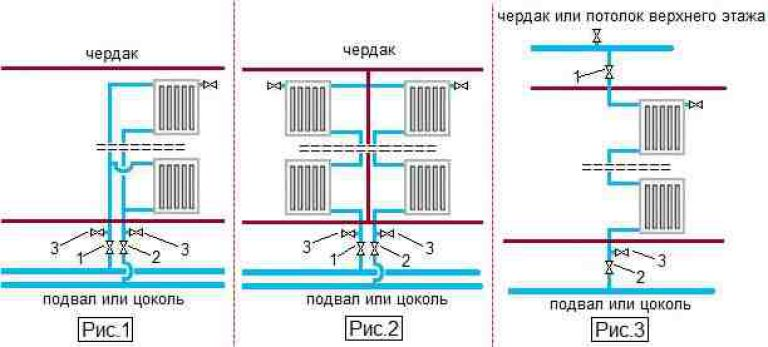 чердак
3
3
1
2
подвал или цоколь
Рис.1
чердак
3
3
1
2
подвал или цоколь
Рис.2
чердак или потолок верхнего этажа
1
3
2
подвал или цоколь
Рис.3